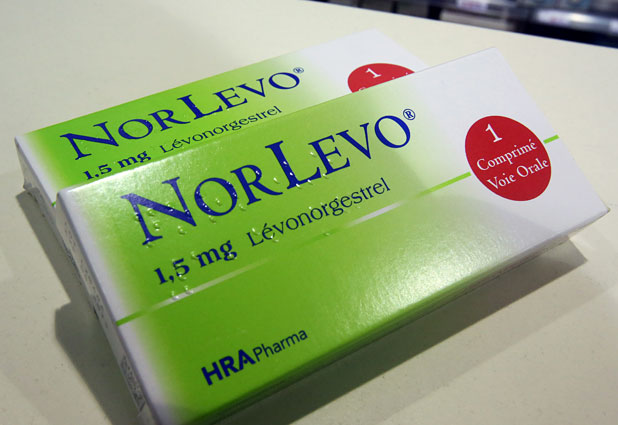 NORLEVO®
1,5 mg Lévonorgestrel
1
NORLEVO®
1,5 mg Lévonorgestrel
1
Comprimé
Voie Orale
HRA Pharma